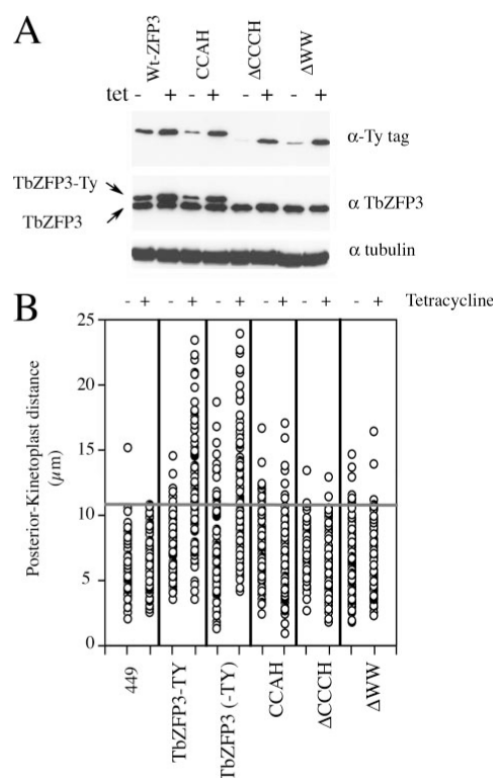 A
Wt-ZFP3
CCAH
ΔCCCH
ΔWW
tet - + - + - + - +
α-Ty tag
TbZFP3-Ty
TbZFP3
α TbZFP3
α tubulin
B
- + - + - + - + - + - + Tetracycline
Posterior-Kinetoplast distance
(µm)
25
20
15
10
5
0
449
TbZFP3-TY
TbZFP3 (-TY)
CCAH
ΔCCCH
ΔWW